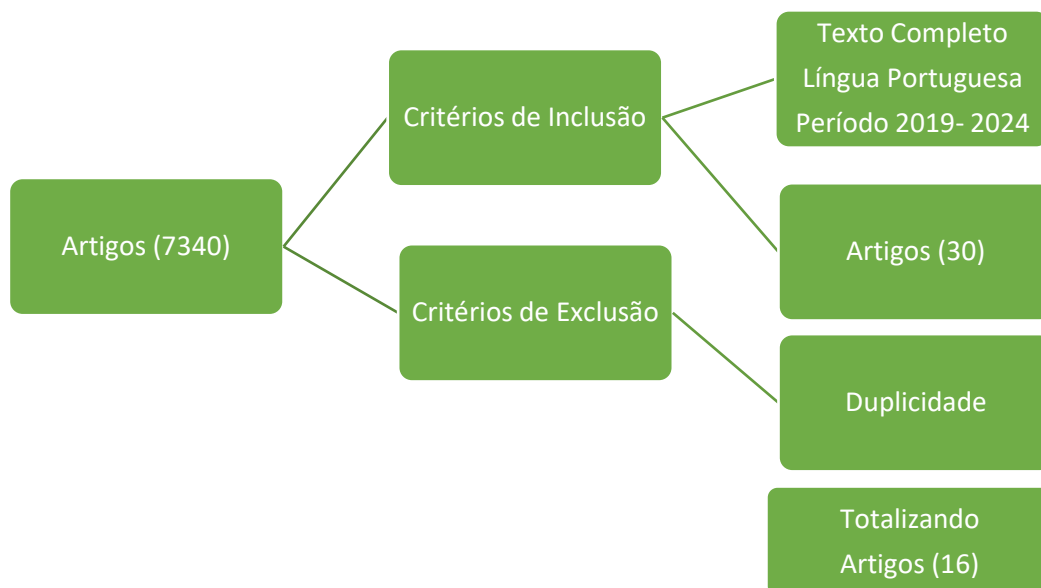 Texto Completo
Língua Portuguesa
Período 2019- 2024
Critérios de Inclusão
Artigos (7340)
Artigos (30)
Critérios de Exclusão
Duplicidade
Totalizando
Artigos (16)